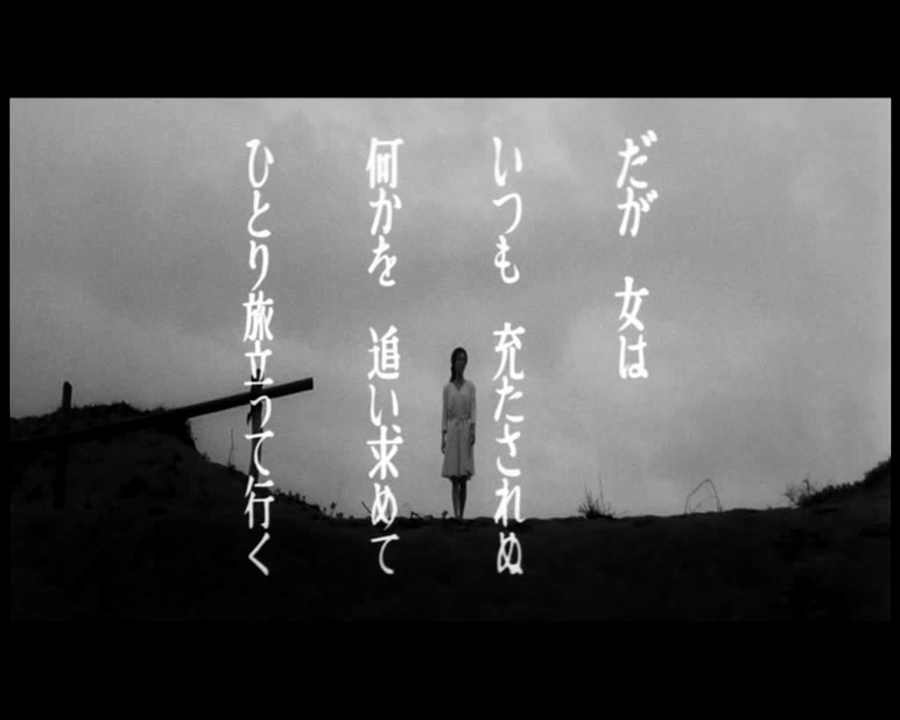 だが 女は
いつも 充たされぬ
何かを 追い求めて
ひとり旅立って行く